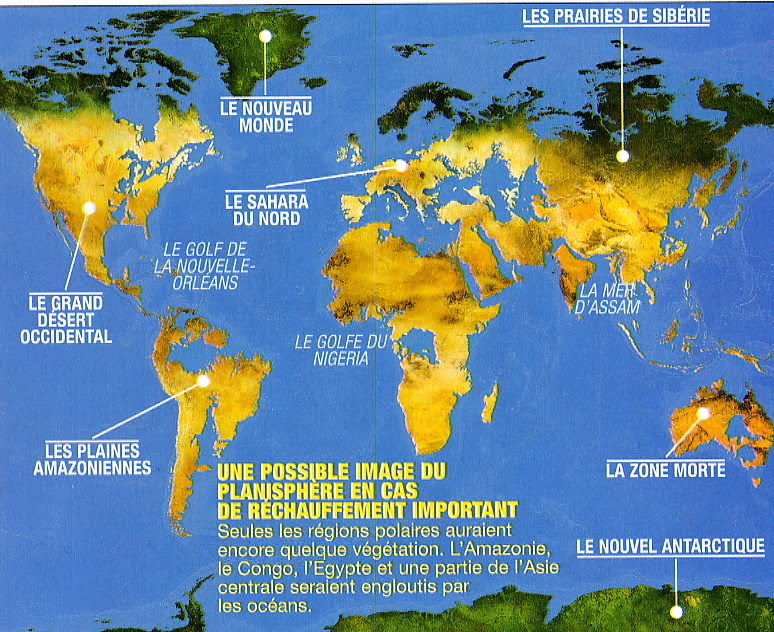 LES PRAIRIES DE SIBÉRIE
LE NOUVEAU
MONDE
LE SAHARA
DU NORD
LE GOLF DE
LA NOUVELLE-
ORLÉANS
LE GRAND
DÉSERT
OCCIDENTAL
LA MER
D'ASSAM
LE GOLFE DU
NIGERIA
LES PLAINES
AMAZONIENNES
LA ZONE MORTE
UNE POSSIBLE IMAGE DU
PLANISPHÈRE EN CAS
DE RÉCHAUFFEMENT IMPORTANT
Seules les régions polaires auraient
encore quelque végétation. L'Amazonie,
le Congo, l'Egypte et une partie de l'Asie
centrale seraient engloutis par
les océans.
LE NOUVEL ANTARCTIQUE